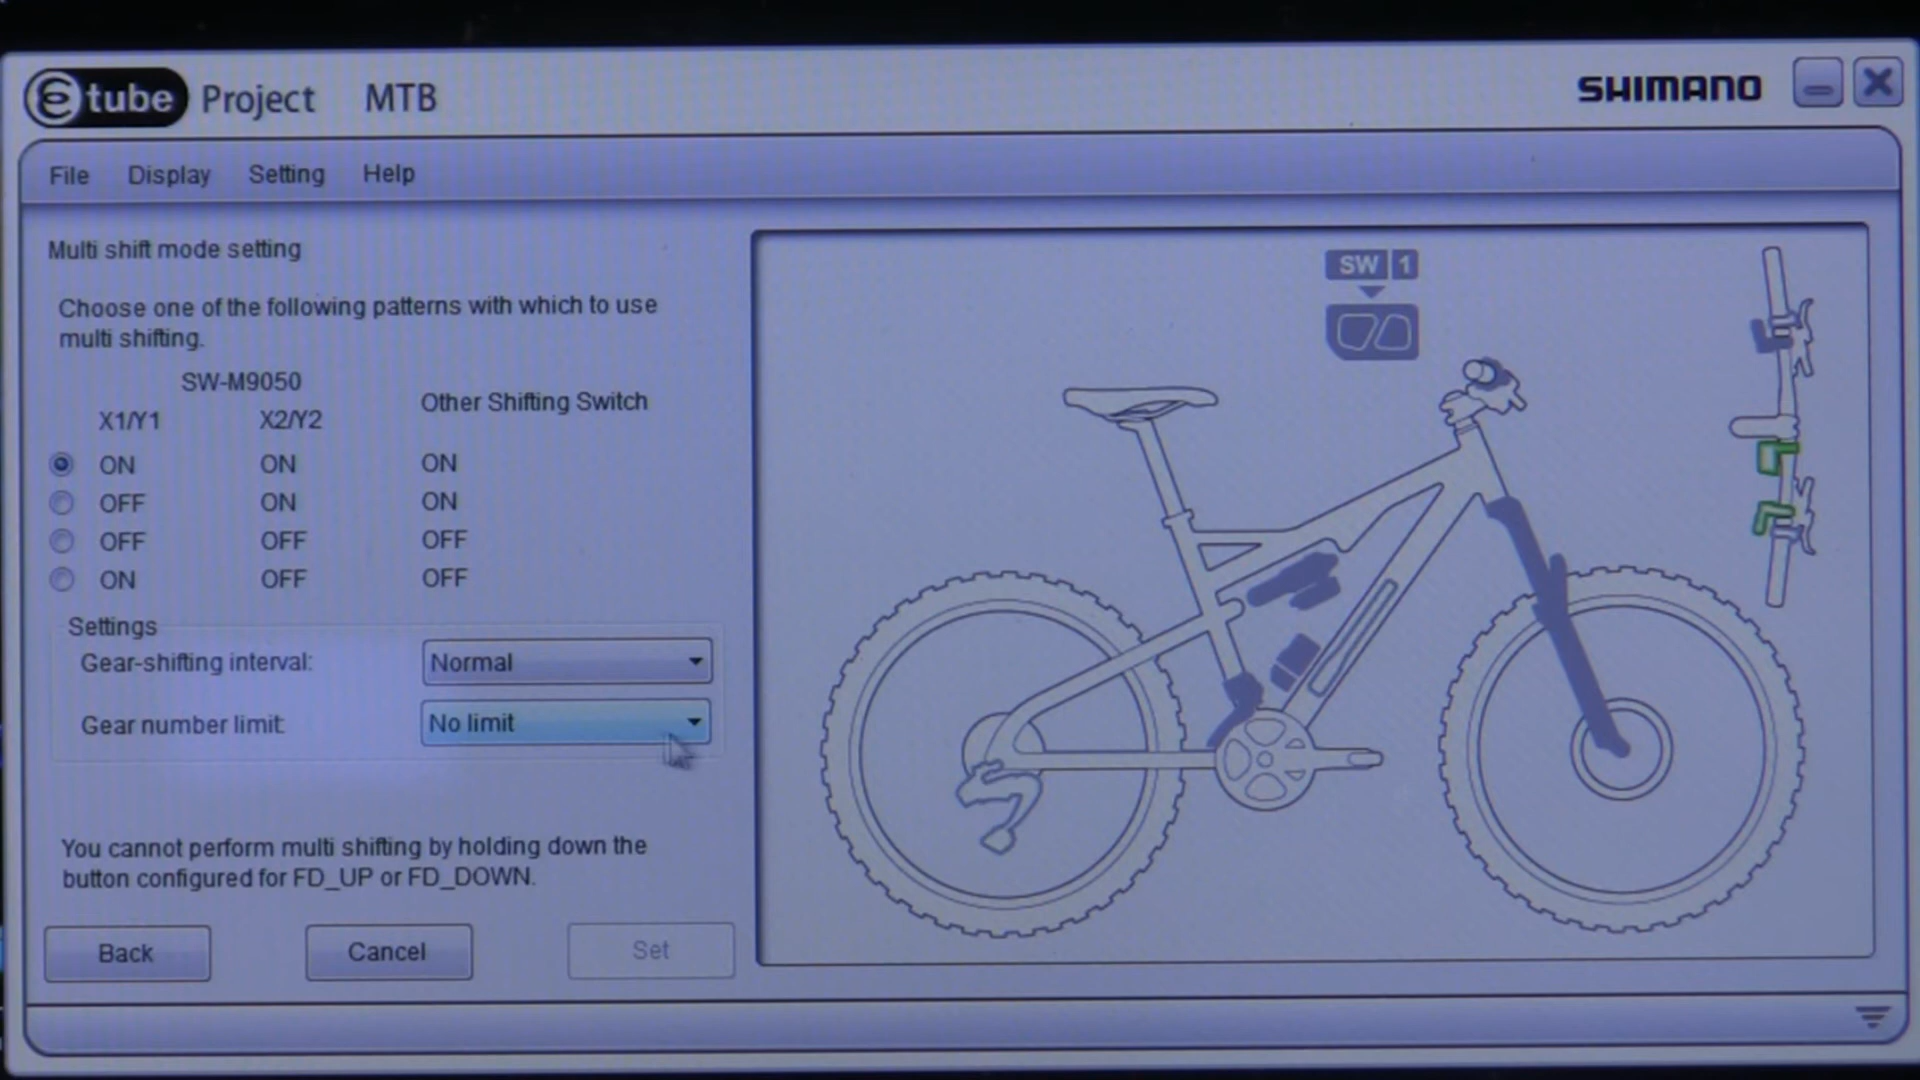 etube Project MTB SHIMANO
File Display Setting Help
Multi shift mode setting
Choose one of the following patterns with which to use
multi shifting.
SW-M9050
X1/Y1 X2/Y2 Other Shifting Switch
ON ON ON
OFF ON ON
OFF OFF OFF
ON OFF OFF
Settings
Gear-shifting interval: Normal
Gear number limit: No limit
You cannot perform multi shifting by holding down the
button configured for FD_UP or FD_DOWN.
Back Cancel Set
SW 1